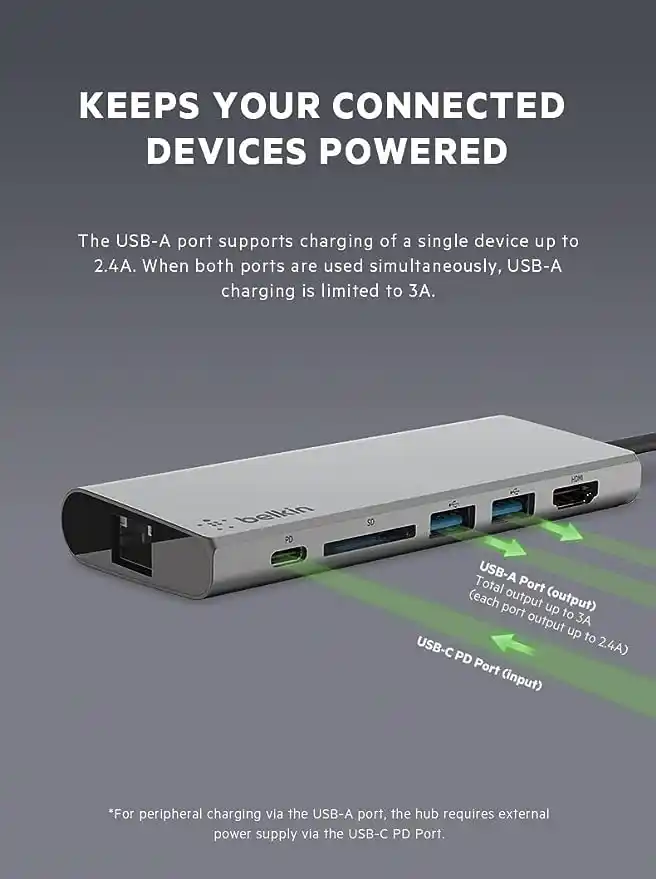 KEEPS YOUR CONNECTED
DEVICES POWERED
The USB-A port supports charging of a single device up to
2.4A. When both ports are used simultaneously, USB-A
charging is limited to 3A.
belkin
PD
SD
HDMI
USB-A Port (output)
Total output up to 3A
(each port output up to 2.4A)
USB-C PD Port (input)
*For peripheral charging via the USB-A port, the hub requires external
power supply via the USB-C PD Port.